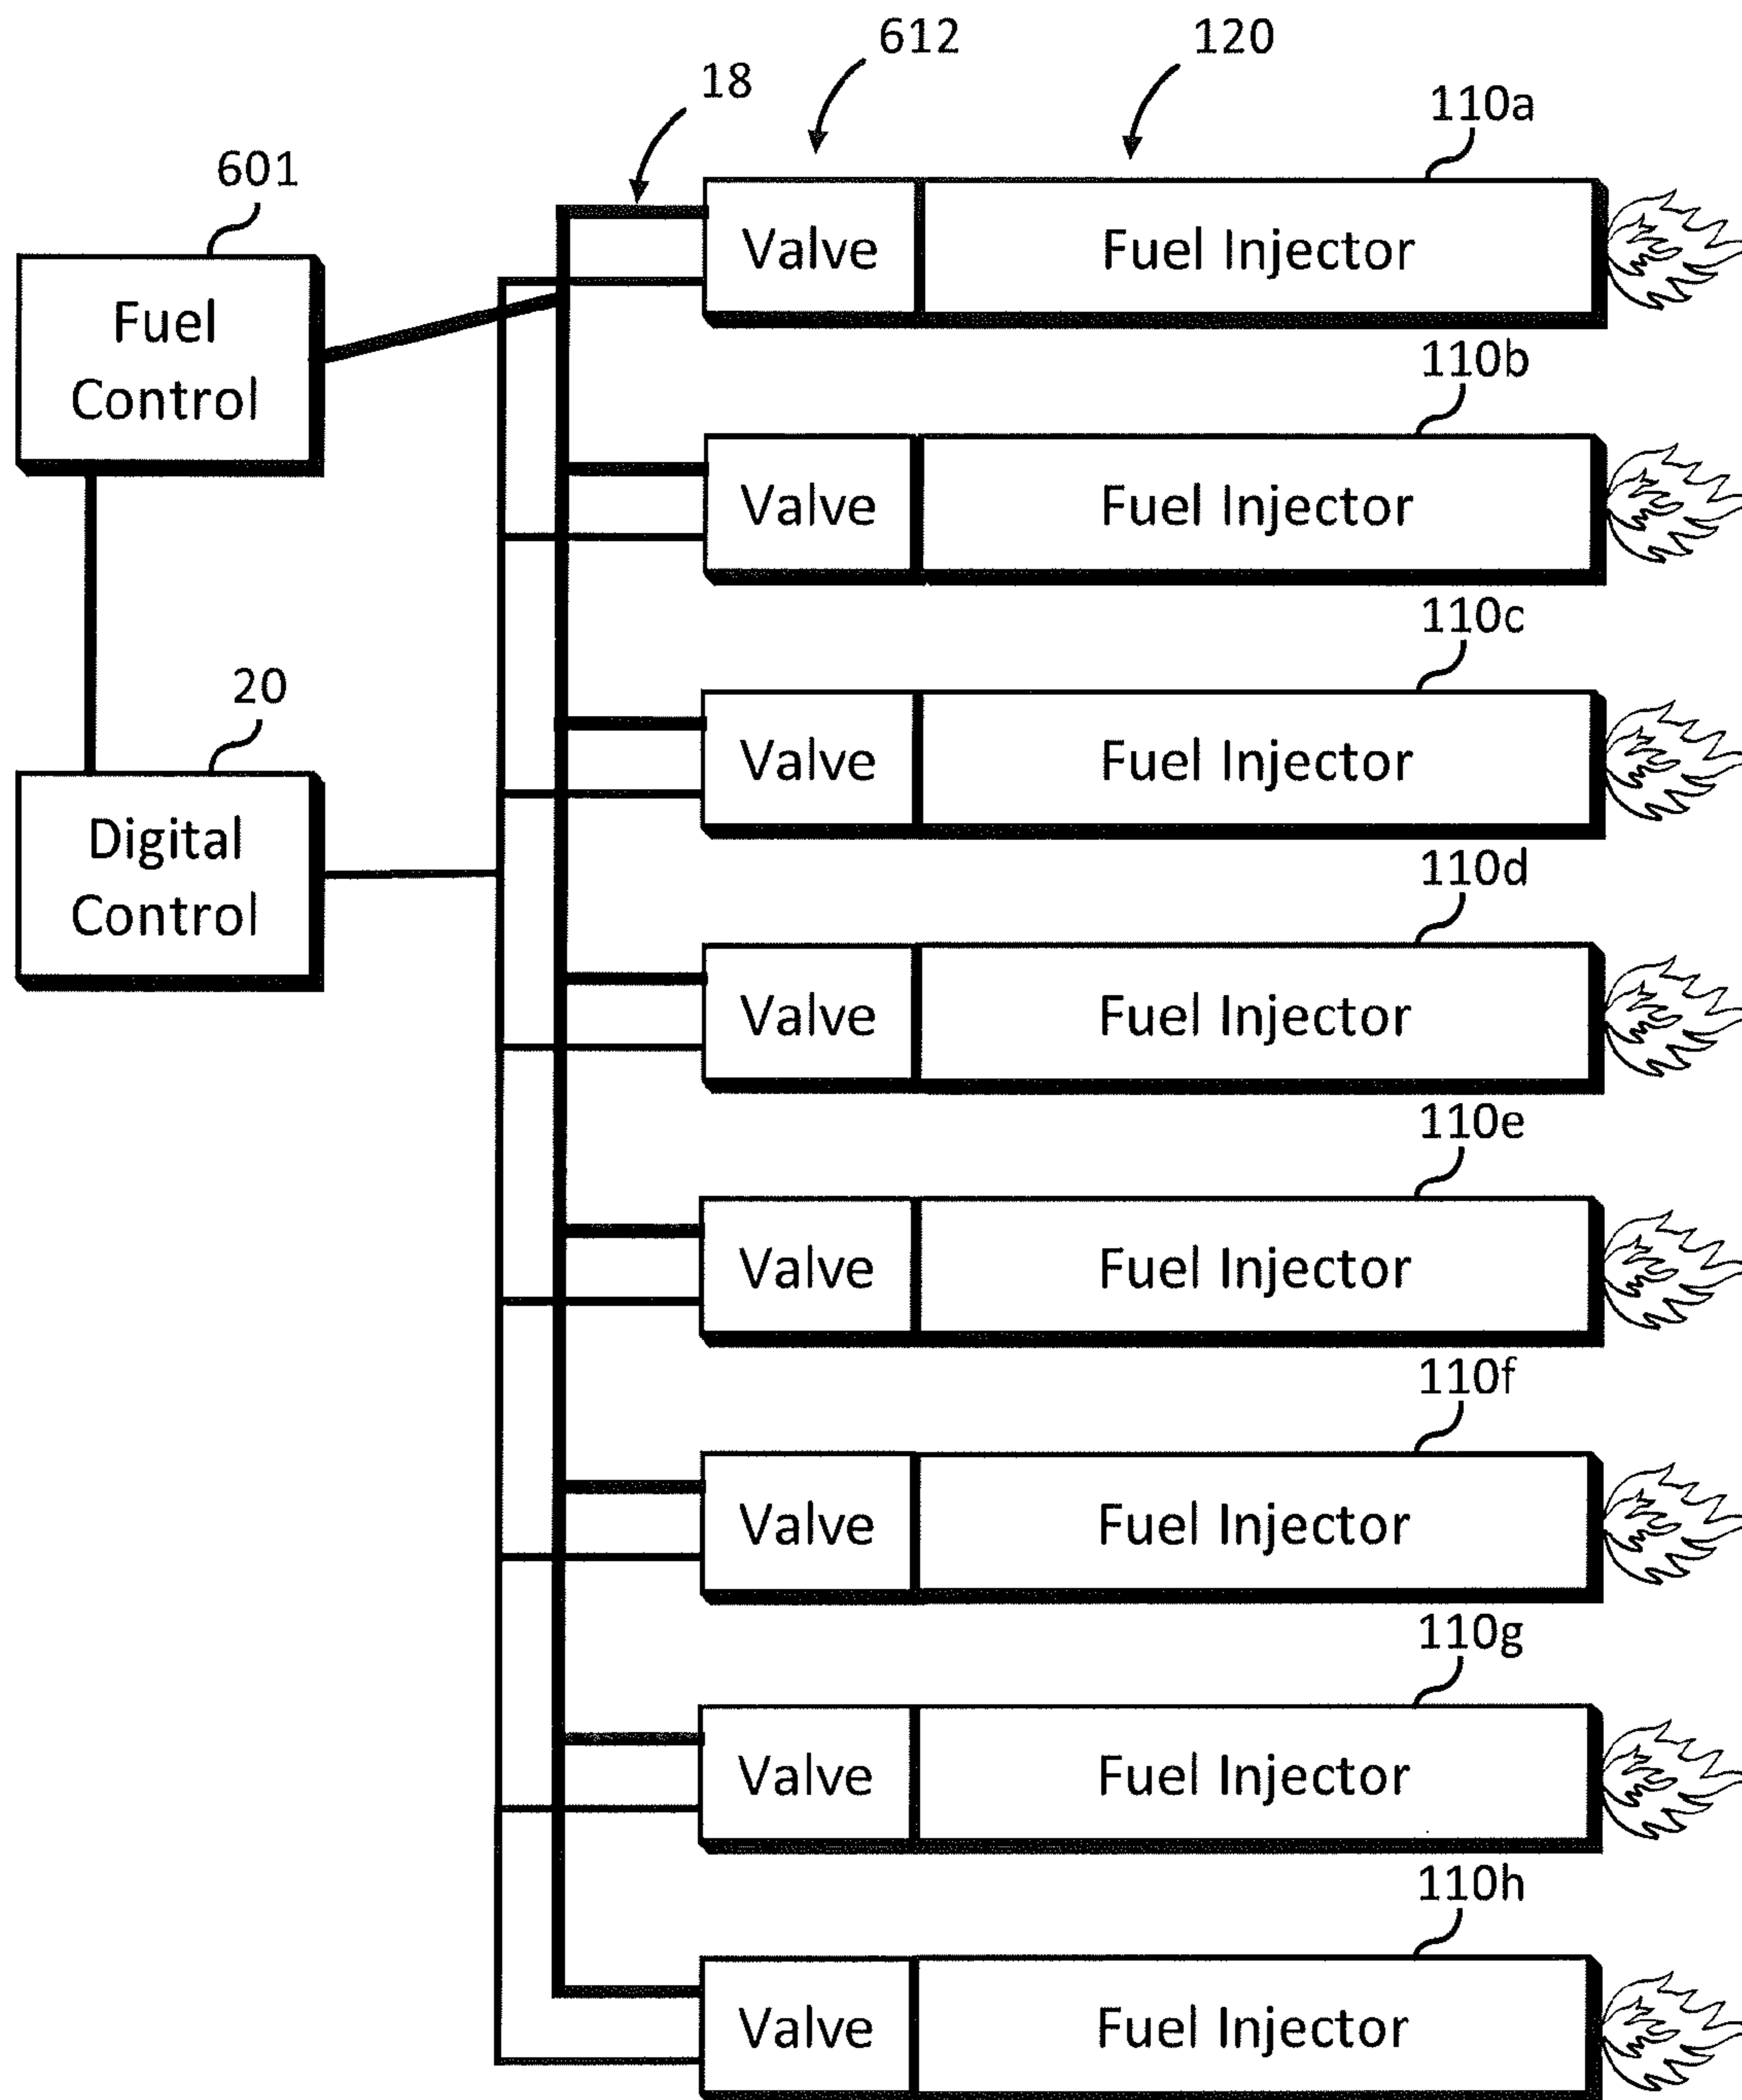 612
120
18
110a
601
Valve
Fuel Injector
Fuel
Control
110b
Valve
Fuel Injector
110c
20
Valve
Fuel Injector
Digital
Control
110d
Valve
Fuel Injector
110e
Valve
Fuel Injector
110f
Valve
Fuel Injector
110g
Valve
Fuel Injector
110h
Valve
Fuel Injector